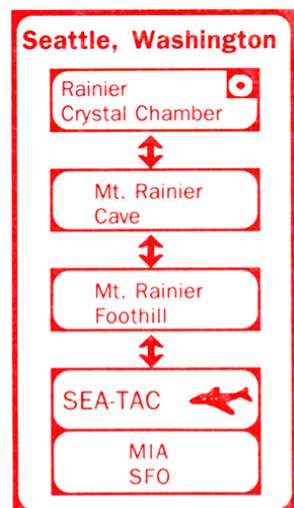 Seattle, Washington
Rainier
Crystal Chamber
Mt. Rainier
Cave
Mt. Rainier
Foothill
SEA-TAC
MIA
SFO